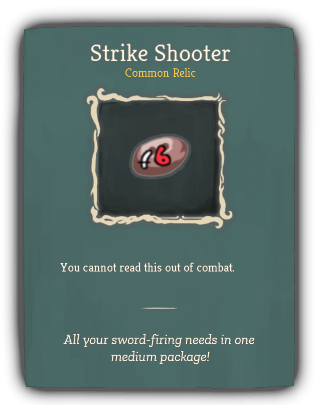 Strike Shooter
Common Relic
6
You cannot read this out of combat.
All your sword-firing needs in one
medium package!